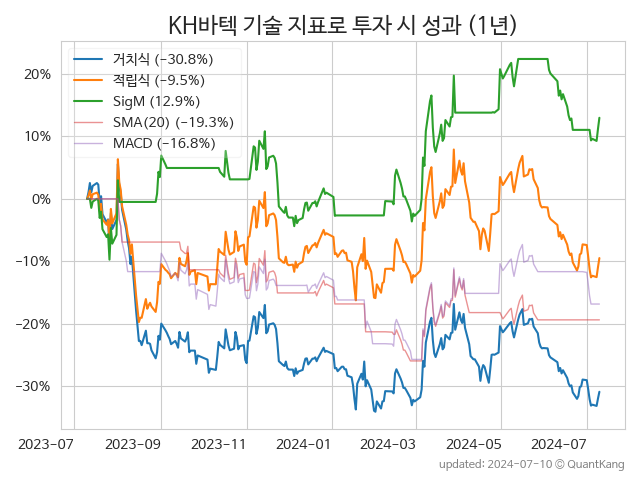 KH바텍 기술 지표로 투자 시 성과 (1년)
거치식 (−30.8%)
적립식 (−9.5%)
SigM (12.9%)
SMA(20) (−19.3%)
MACD (−16.8%)
20%
10%
0%
−10%
−20%
−30%
2023-07 2023-09 2023-11 2024-01 2024-03 2024-05 2024-07
updated: 2024-07-10 © QuantKang